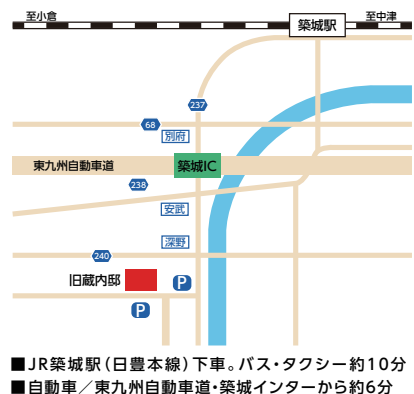 至小倉
築城駅
至中津
237
68
別府
東九州自動車道
築城IC
238
安武
深野
240
旧蔵内邸
P
P
■JR築城駅(日豊本線)下車。バス・タクシー約10分
■自動車／東九州自動車道・築城インターから約6分